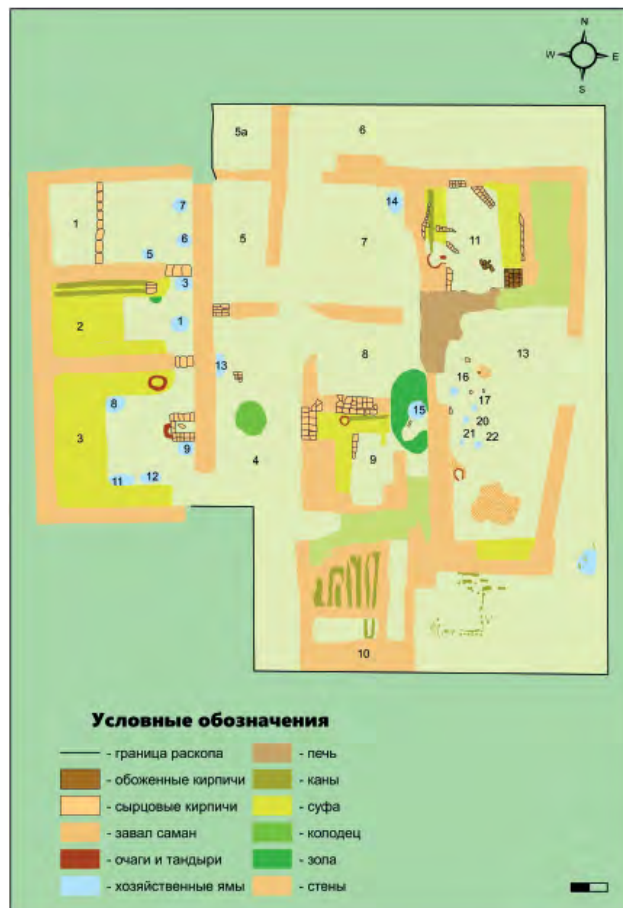 N
W E
S
5а 6
1 7 5 14 7 11
6
5
3
2 1
13 8 13
16
8 17
15 20
21 22
3 9 4 9
11 12
10
Условные обозначения
- граница раскопа
- обоженные кирпичи
- сырцовые кирпичи
- завал саман
- очаги и тандыри
- хозяйственные ямы
- печь
- каны
- суфа
- колодец
- зола
- стены